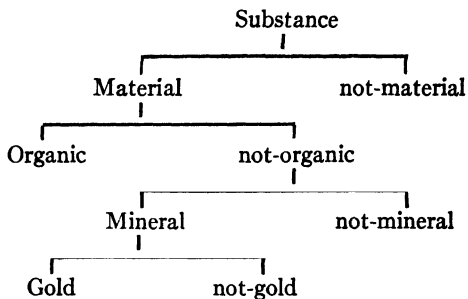 Substance
Material not-material
Organic not-organic
Mineral not-mineral
Gold not-gold